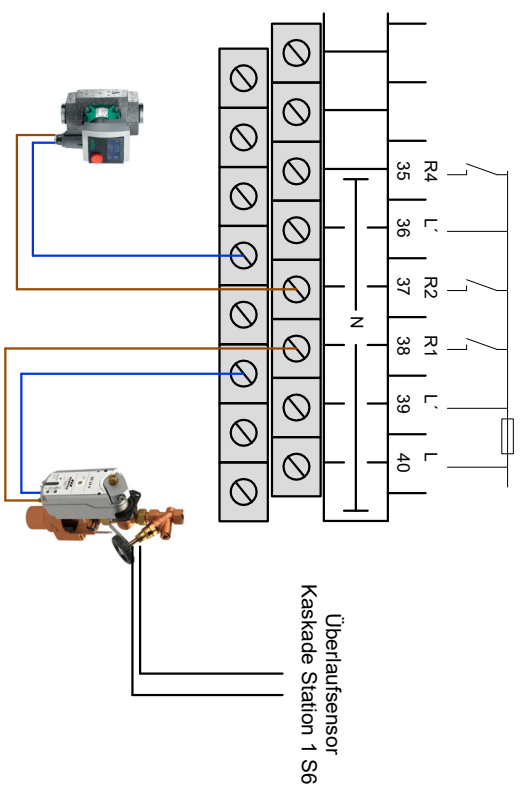 R4 L´ R2 R1 L´ L
35 36 37 38 39 40
N
Überlaufsensor
Kaskade Station 1 S6